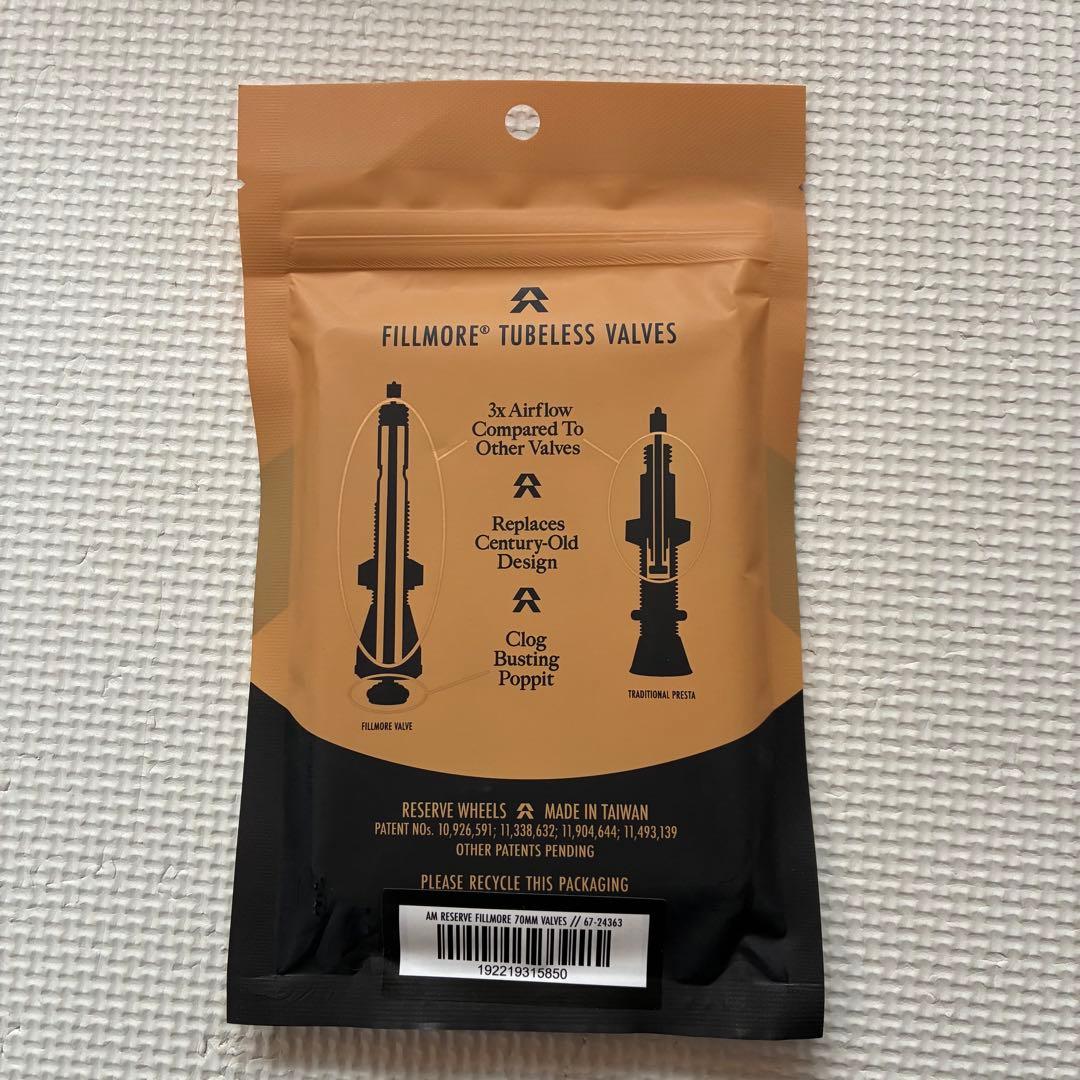 FILLMORE® TUBELESS VALVES
3x Airflow
Compared To
Other Valves
Replaces
Century-Old
Design
Clog
Busting
Poppit
FILLMORE VALVE
TRADITIONAL PRESTA
RESERVE WHEELS MADE IN TAIWAN
PATENT NOs. 10,926,591; 11,338,632; 11,904,644; 11,493,139
OTHER PATENTS PENDING
PLEASE RECYCLE THIS PACKAGING
AM RESERVE FILLMORE 70MM VALVES // 67-24363
192219315850